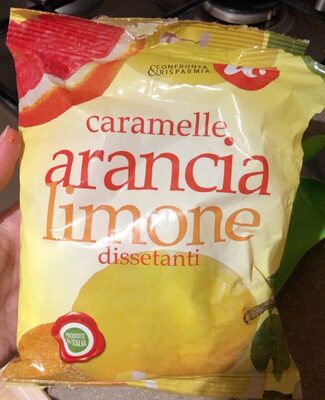 CONFRONTA
&RISPARMIA
caramelle
arancia
limone
dissetanti
PRODOTTO
IN ITALIA